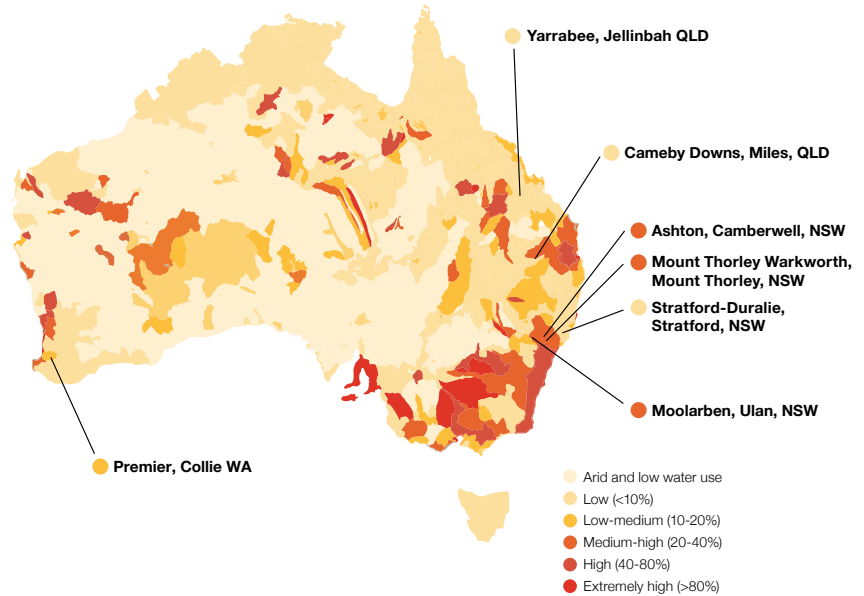 Yarrabee, Jellinbah QLD
Cameby Downs, Miles, QLD
Ashton, Camberwell, NSW
Mount Thorley Warkworth,
Mount Thorley, NSW
Stratford-Duralie,
Stratford, NSW
Moolarben, Ulan, NSW
Premier, Collie WA
Arid and low water use
Low (<10%)
Low-medium (10-20%)
Medium-high (20-40%)
High (40-80%)
Extremely high (>80%)